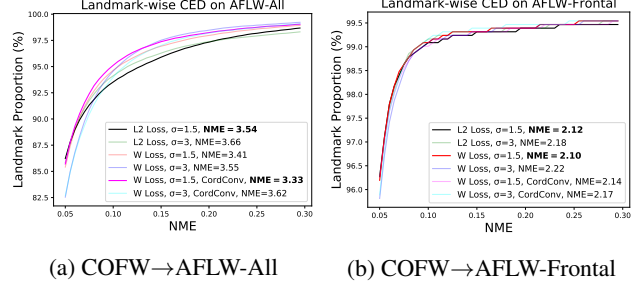 Landmark-wise CED on AFLW-All
Landmark Proportion (%)
100.0
97.5
95.0
92.5
90.0
87.5
85.0
82.5
L2 Loss, σ=1.5, NME = 3.54
L2 Loss, σ=3, NME=3.66
W Loss, σ=1.5, NME=3.41
W Loss, σ=3, NME=3.55
W Loss, σ=1.5, CordConv, NME = 3.33
W Loss, σ=3, CordConv, NME=3.62
0.05 0.10 0.15 0.20 0.25 0.30
NME
(a) COFW→AFLW-All
Landmark-wise CED on AFLW-Frontal
Landmark Proportion (%)
99.5
99.0
98.5
98.0
97.5
97.0
96.5
96.0
L2 Loss, σ=1.5, NME = 2.12
L2 Loss, σ=3, NME=2.18
W Loss, σ=1.5, NME = 2.10
W Loss, σ=3, NME=2.22
W Loss, σ=1.5, CordConv, NME=2.14
W Loss, σ=3, CordConv, NME=2.17
0.05 0.10 0.15 0.20 0.25 0.30
NME
(b) COFW→AFLW-Frontal